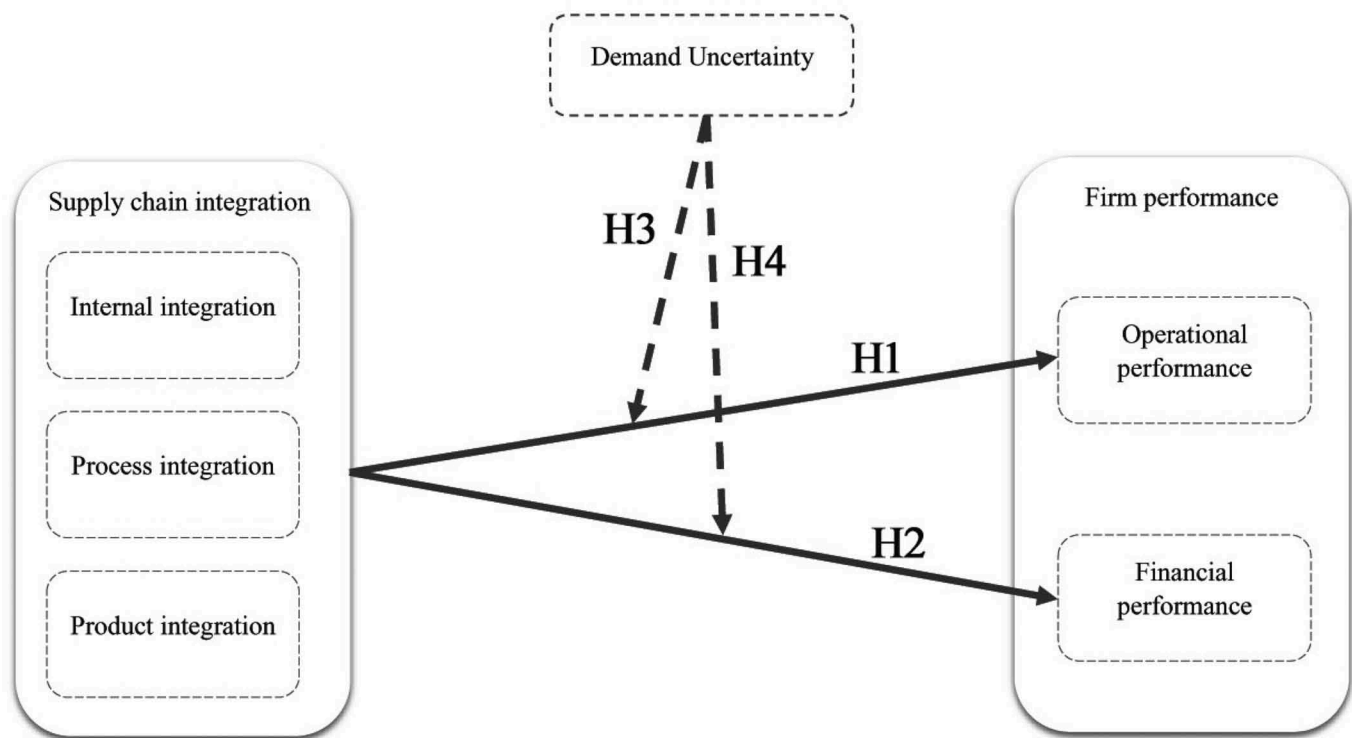 Demand Uncertainty
Supply chain integration
Internal integration
Process integration
Product integration
H3
H4
H1
H2
Firm performance
Operational
performance
Financial
performance